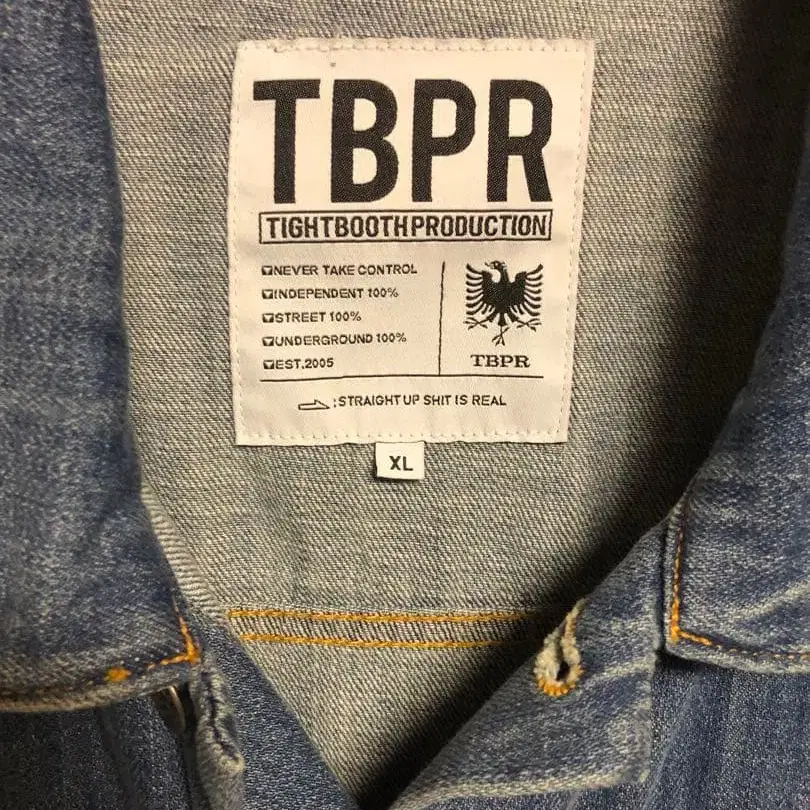 TBPR
TIGHTBOOTHPRODUCTION
NEVER TAKE CONTROL
INDEPENDENT 100%
STREET 100%
UNDERGROUND 100%
EST.2005
TBPR
:STRAIGHT UP SHIT IS REAL
XL